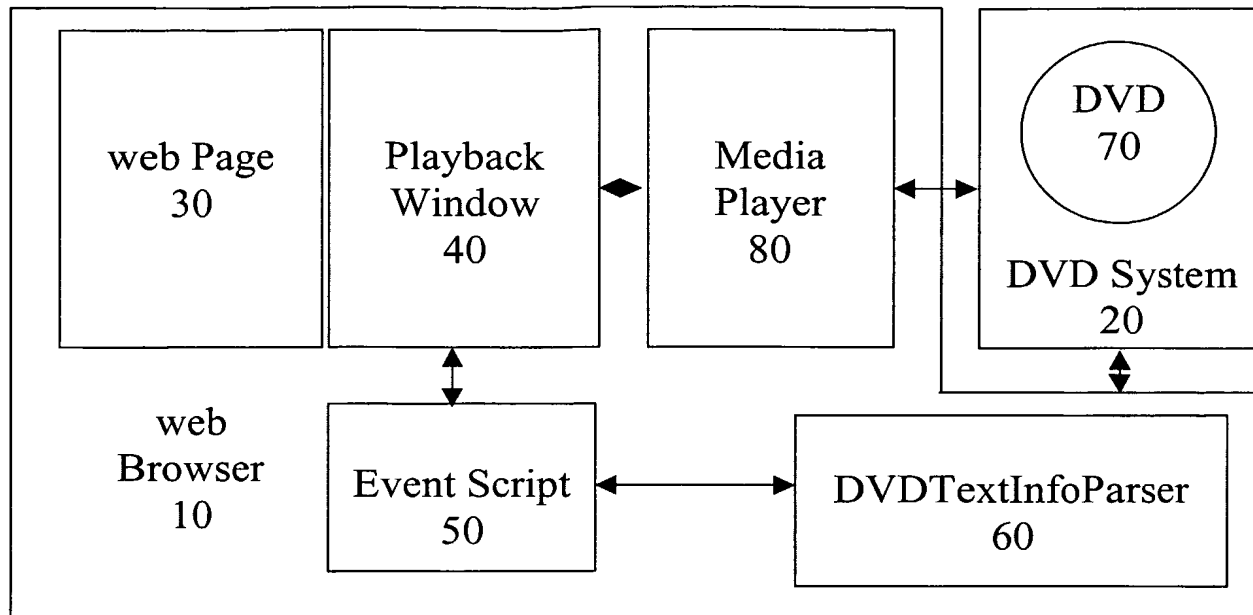 web Page
30
Playback
Window
40
Media
Player
80
DVD
70
DVD System
20
web
Browser
10
Event Script
50
DVDTextInfoParser
60